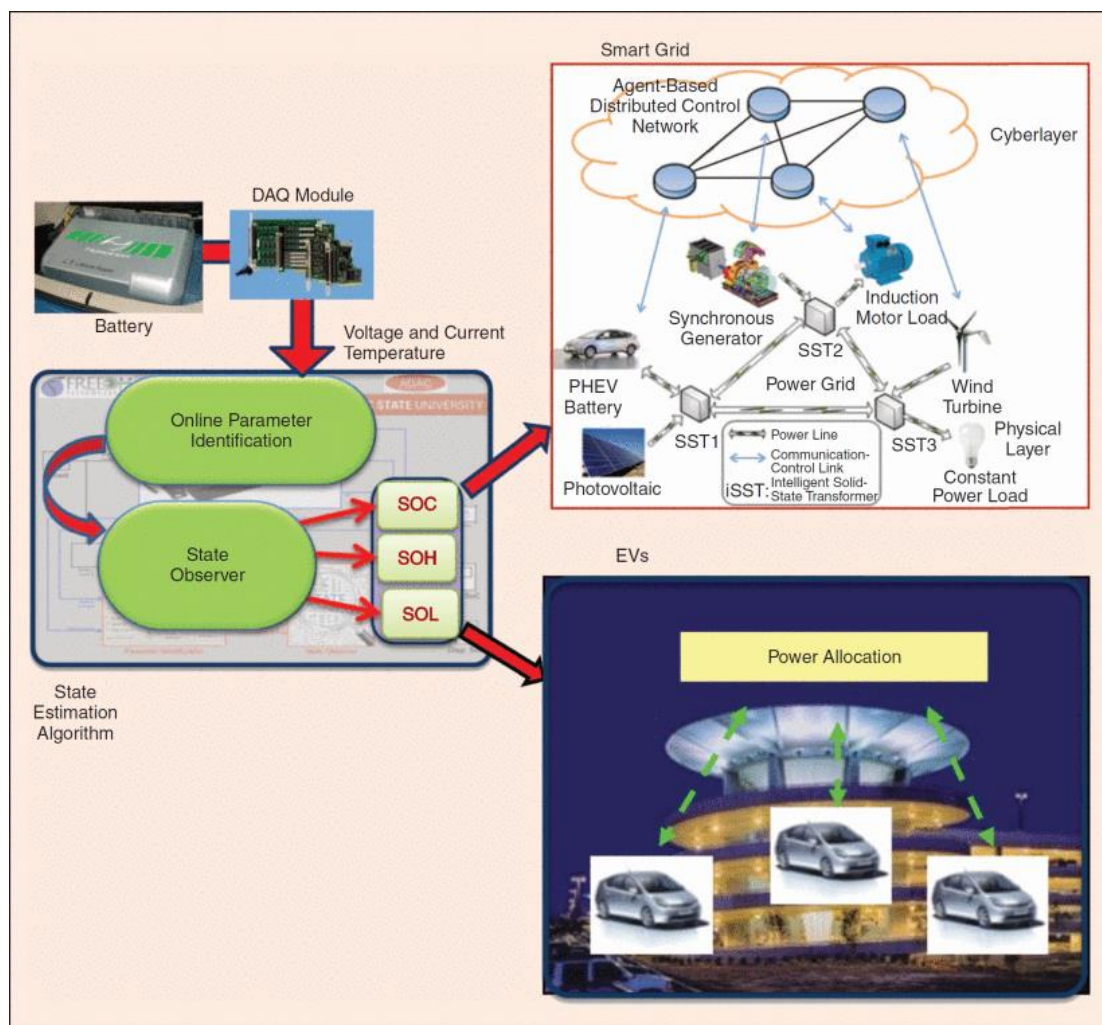 Smart Grid
Agent-Based
Distributed Control
Network
Cyberlayer
DAQ Module
Battery
Voltage and Current
Temperature
Synchronous
Generator
Induction
Motor Load
SST2
PHEV
Battery
Power Grid
Wind
Turbine
SST1
SST3
Physical
Layer
Photovoltaic
Power Line
Communication-
Control Link
iSST: Intelligent Solid-
State Transformer
Constant
Power Load
FREEDM
STATE UNIVERSITY
Online Parameter
Identification
State
Observer
SOC
SOH
SOL
State
Estimation
Algorithm
EVs
Power Allocation